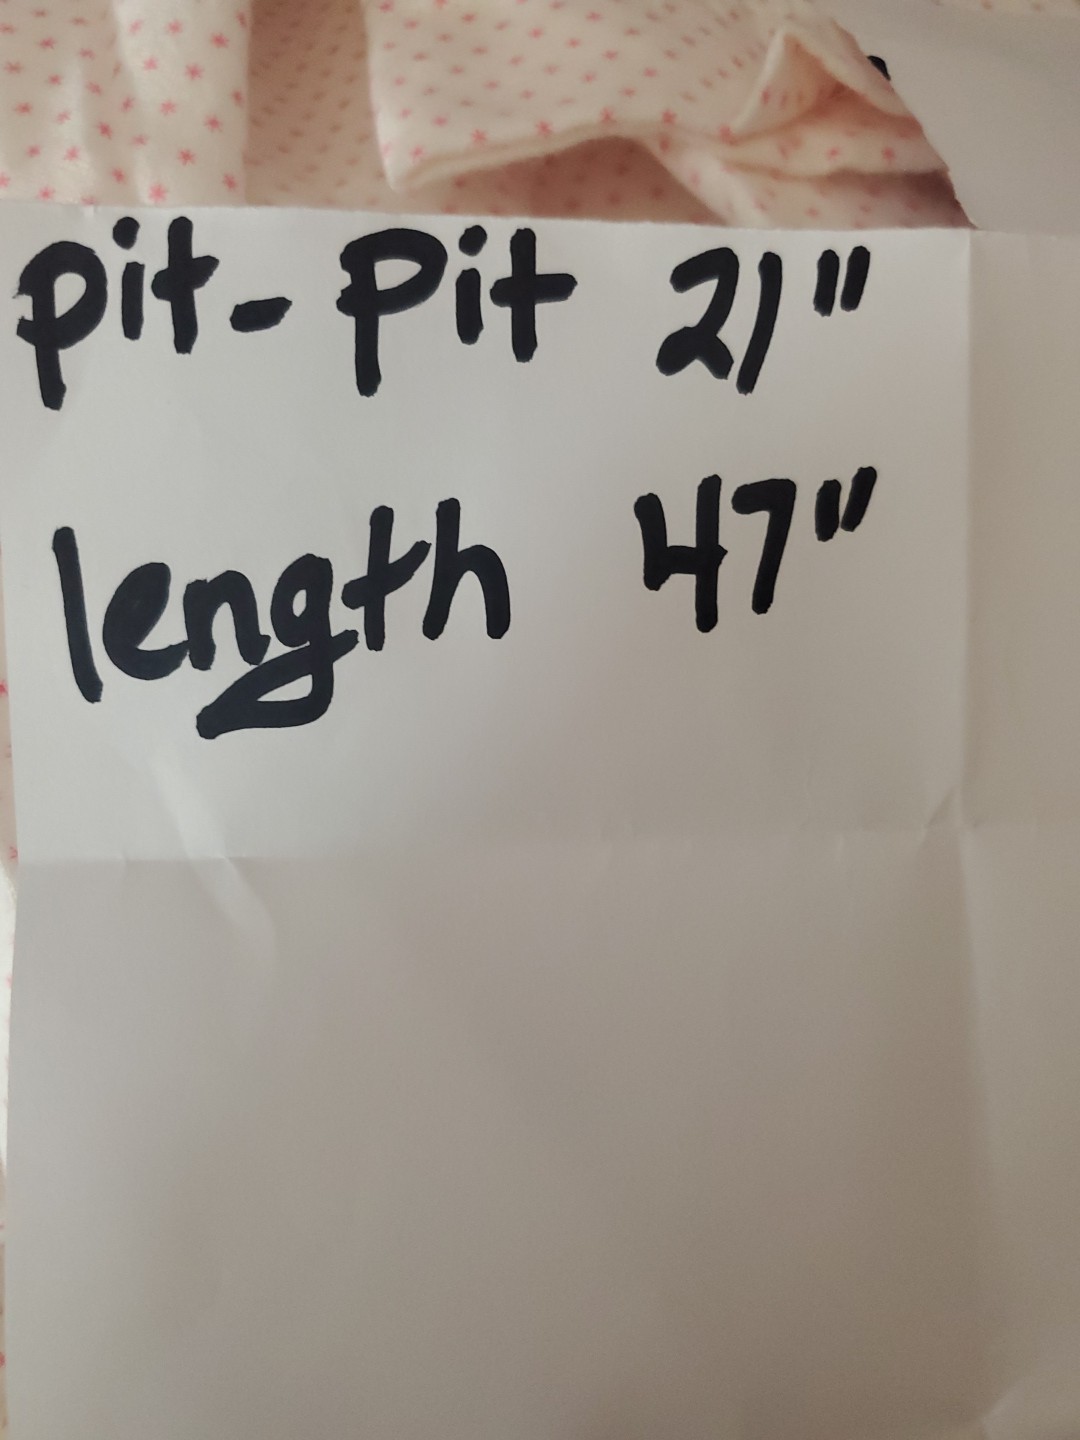 pit-pit 21"
length 47"